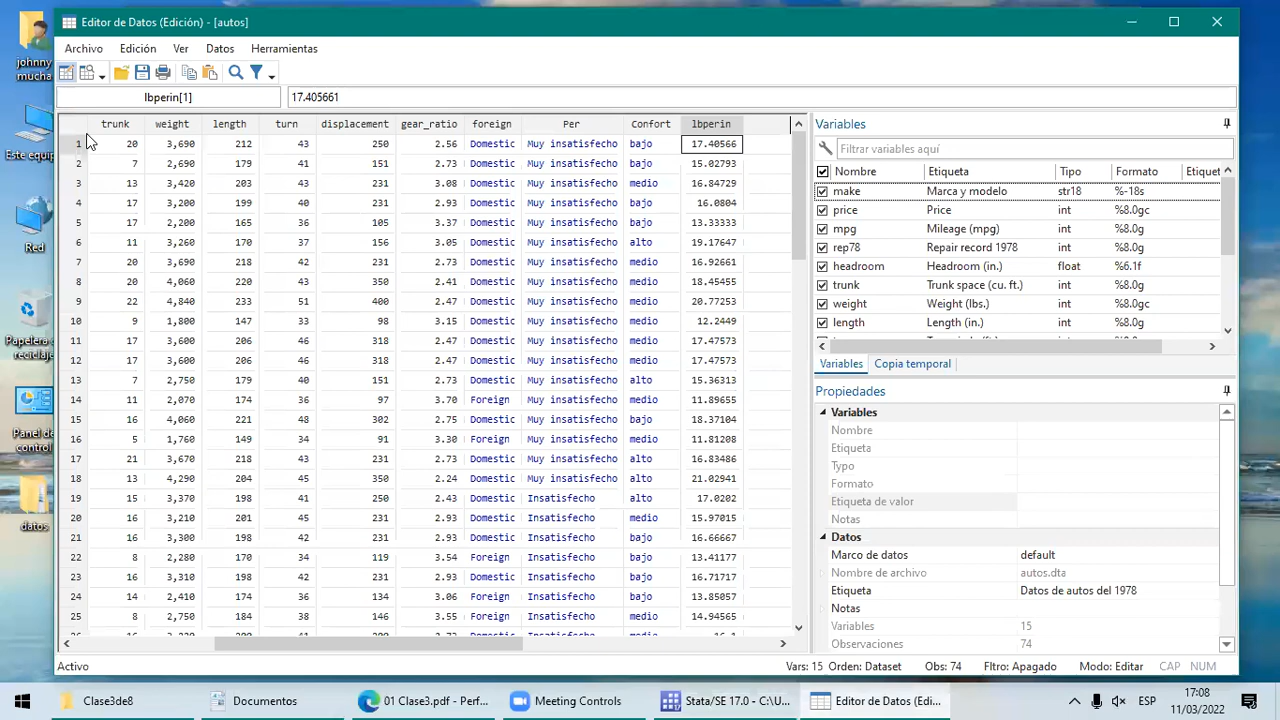 Editor de Datos (Edición) - [autos]
Archivo Edición Ver Datos Herramientas
lbperin[1] 17.405661
trunk weight length turn displacement gear_ratio foreign Per Confort lbperin
1 20 3,690 212 43 250 2.56 Domestic Muy insatisfecho bajo 17.40566
2 7 2,690 179 41 151 2.73 Domestic Muy insatisfecho bajo 15.02793
3 13 3,420 203 43 231 3.08 Domestic Muy insatisfecho medio 16.84729
4 17 3,200 199 40 231 2.93 Domestic Muy insatisfecho bajo 16.0804
5 17 2,200 165 36 105 3.37 Domestic Muy insatisfecho bajo 13.33333
6 11 3,260 170 37 156 3.05 Domestic Muy insatisfecho alto 19.17647
7 20 3,690 218 42 231 2.73 Domestic Muy insatisfecho bajo 16.92661
8 20 4,060 220 43 350 2.41 Domestic Muy insatisfecho medio 18.45455
9 22 4,840 233 51 400 2.47 Domestic Muy insatisfecho medio 20.77253
10 9 1,800 147 33 98 3.15 Domestic Muy insatisfecho medio 12.2449
11 17 3,600 206 46 318 2.47 Domestic Muy insatisfecho medio 17.47573
12 17 3,600 206 46 318 2.47 Domestic Muy insatisfecho medio 17.47573
13 7 2,750 179 40 151 2.73 Domestic Muy insatisfecho alto 15.36313
14 11 2,070 174 36 97 3.70 Foreign Muy insatisfecho medio 11.89655
15 16 4,060 221 48 302 2.75 Domestic Muy insatisfecho bajo 18.37104
16 5 1,760 149 34 91 3.30 Foreign Muy insatisfecho medio 11.81208
17 21 3,670 218 43 231 2.73 Domestic Muy insatisfecho alto 16.83486
18 13 4,290 204 45 350 2.24 Domestic Muy insatisfecho alto 21.02941
19 15 3,370 198 41 250 2.43 Domestic Insatisfecho alto 17.0202
20 16 3,210 201 45 231 2.93 Domestic Insatisfecho medio 15.97015
21 16 3,300 198 42 231 2.93 Domestic Insatisfecho bajo 16.66667
22 8 2,280 170 34 119 3.54 Foreign Insatisfecho bajo 13.41177
23 16 3,310 198 42 231 2.93 Domestic Insatisfecho bajo 16.71717
24 14 2,410 174 36 134 3.06 Foreign Insatisfecho bajo 13.85057
25 8 2,750 184 38 146 3.55 Foreign Insatisfecho medio 14.94565
Variables
Filtrar variables aquí
Nombre Etiqueta Tipo Formato Etiquet
make Marca y modelo str18 %-18s
price Price int %8.0gc
mpg Mileage (mpg) int %8.0g
rep78 Repair record 1978 int %8.0g
headroom Headroom (in.) float %6.1f
trunk Trunk space (cu. ft.) int %8.0g
weight Weight (lbs.) int %8.0gc
length Length (in.) int %8.0g
Variables Copia temporal
Propiedades
Variables
Nombre
Etiqueta
Typo
Formato
Etiqueta de valor
Notas
Datos
Marco de datos default
Nombre de archivo autos.dta
Etiqueta Datos de autos del 1978
Notas
Variables 15
Observaciones 74
Activo Vars: 15 Orden: Dataset Obs: 74 Fltro: Apagado Modo: Editar CAP NUM
johnny
mucha
Este equip
Red
Papelera
reciclaje
Panel de
control
datos
Clase3tr8 Documentos 01 Clase3.pdf - Perf... Meeting Controls Stata/SE 17.0 - C:\U... Editor de Datos (Edi... ESP 17:08
11/03/2022